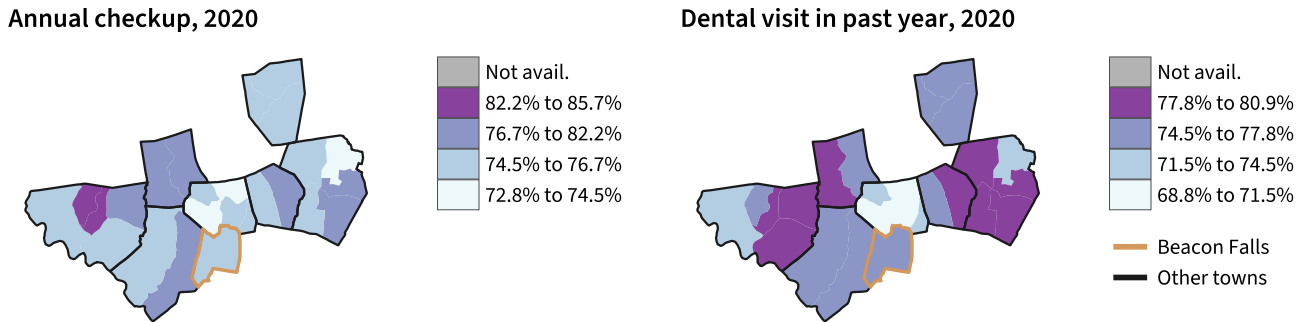 Annual checkup, 2020
Not avail.
82.2% to 85.7%
76.7% to 82.2%
74.5% to 76.7%
72.8% to 74.5%
Dental visit in past year, 2020
Not avail.
77.8% to 80.9%
74.5% to 77.8%
71.5% to 74.5%
68.8% to 71.5%
Beacon Falls
Other towns